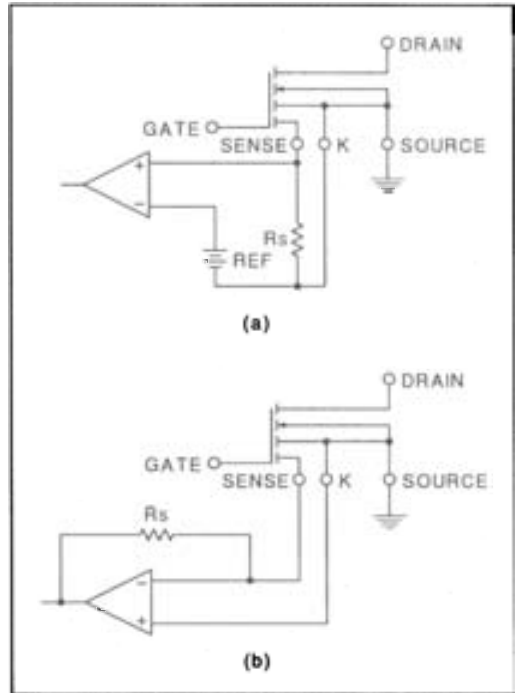 DRAIN
GATE
SENSE K SOURCE
+
−
Rs
REF
(a)
DRAIN
GATE
SENSE K SOURCE
Rs
−
+
(b)